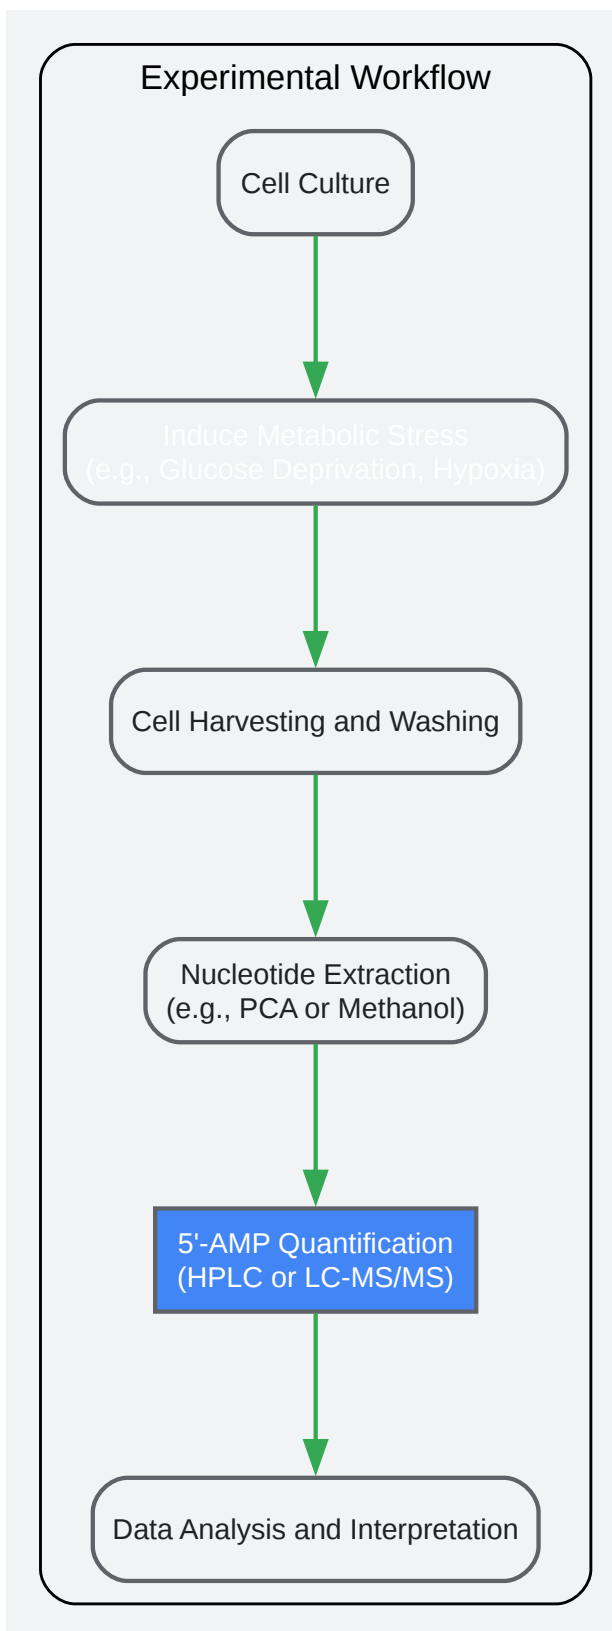 Experimental Workflow
Cell Culture
Induce Metabolic Stress
(e.g., Glucose Deprivation, Hypoxia)
Cell Harvesting and Washing
Nucleotide Extraction
(e.g., PCA or Methanol)
5'-AMP Quantification
(HPLC or LC-MS/MS)
Data Analysis and Interpretation